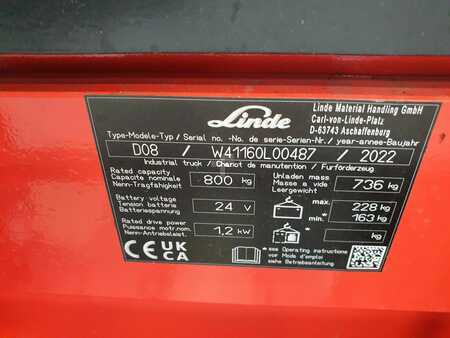 Linde
Linde Material Handling GmbH
Carl-von-Linde-Platz
D-63743 Aschaffenburg
Type-Modele-Typ / Serial no. -No. de serie-Serien-Nr. / year-annee-Baujahr
D08 / W41160L00487 / 2022
Industrial truck / Chariot de manutention / Furförderzeug
Rated capacity
Capacite nominale
Nenn-Tragfähigkeit
800 kg
Unladen mass
Masse a vide
Leergewicht
736 kg
Battery voltage
Tension batterie
Batteriespannung
24 V
max* 228 kg
min* 163 kg
Rated drive power
Puissance mot.nom.
Nenn-Antriebsleist.
1,2 kW
kg
CE UK CA
* see Operating instructions
voir Mode d'emploi
siehe Betriebsanleitung